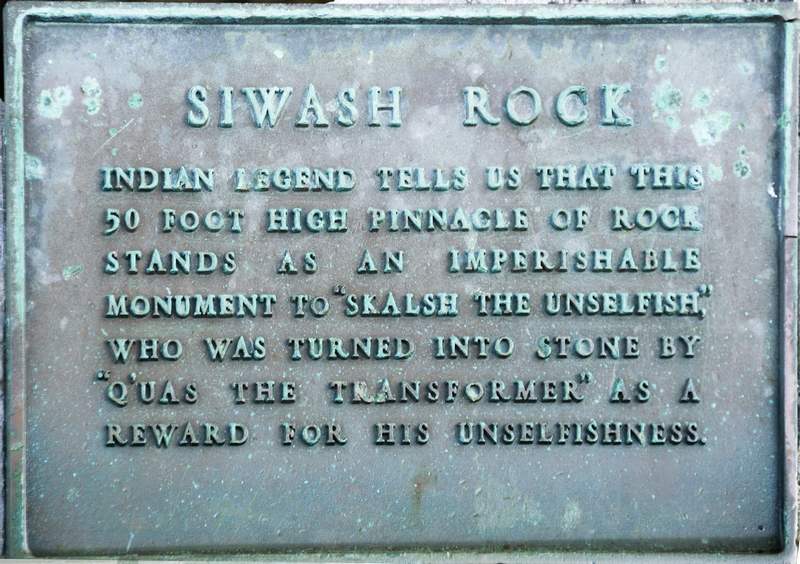 SIWASH ROCK
INDIAN LEGEND TELLS US THAT THIS
50 FOOT HIGH PINNACLE OF ROCK
STANDS AS AN IMPERISHABLE
MONUMENT TO "SKALSH THE UNSELFISH,"
WHO WAS TURNED INTO STONE BY
"Q'UAS THE TRANSFORMER" AS A
REWARD FOR HIS UNSELFISHNESS.